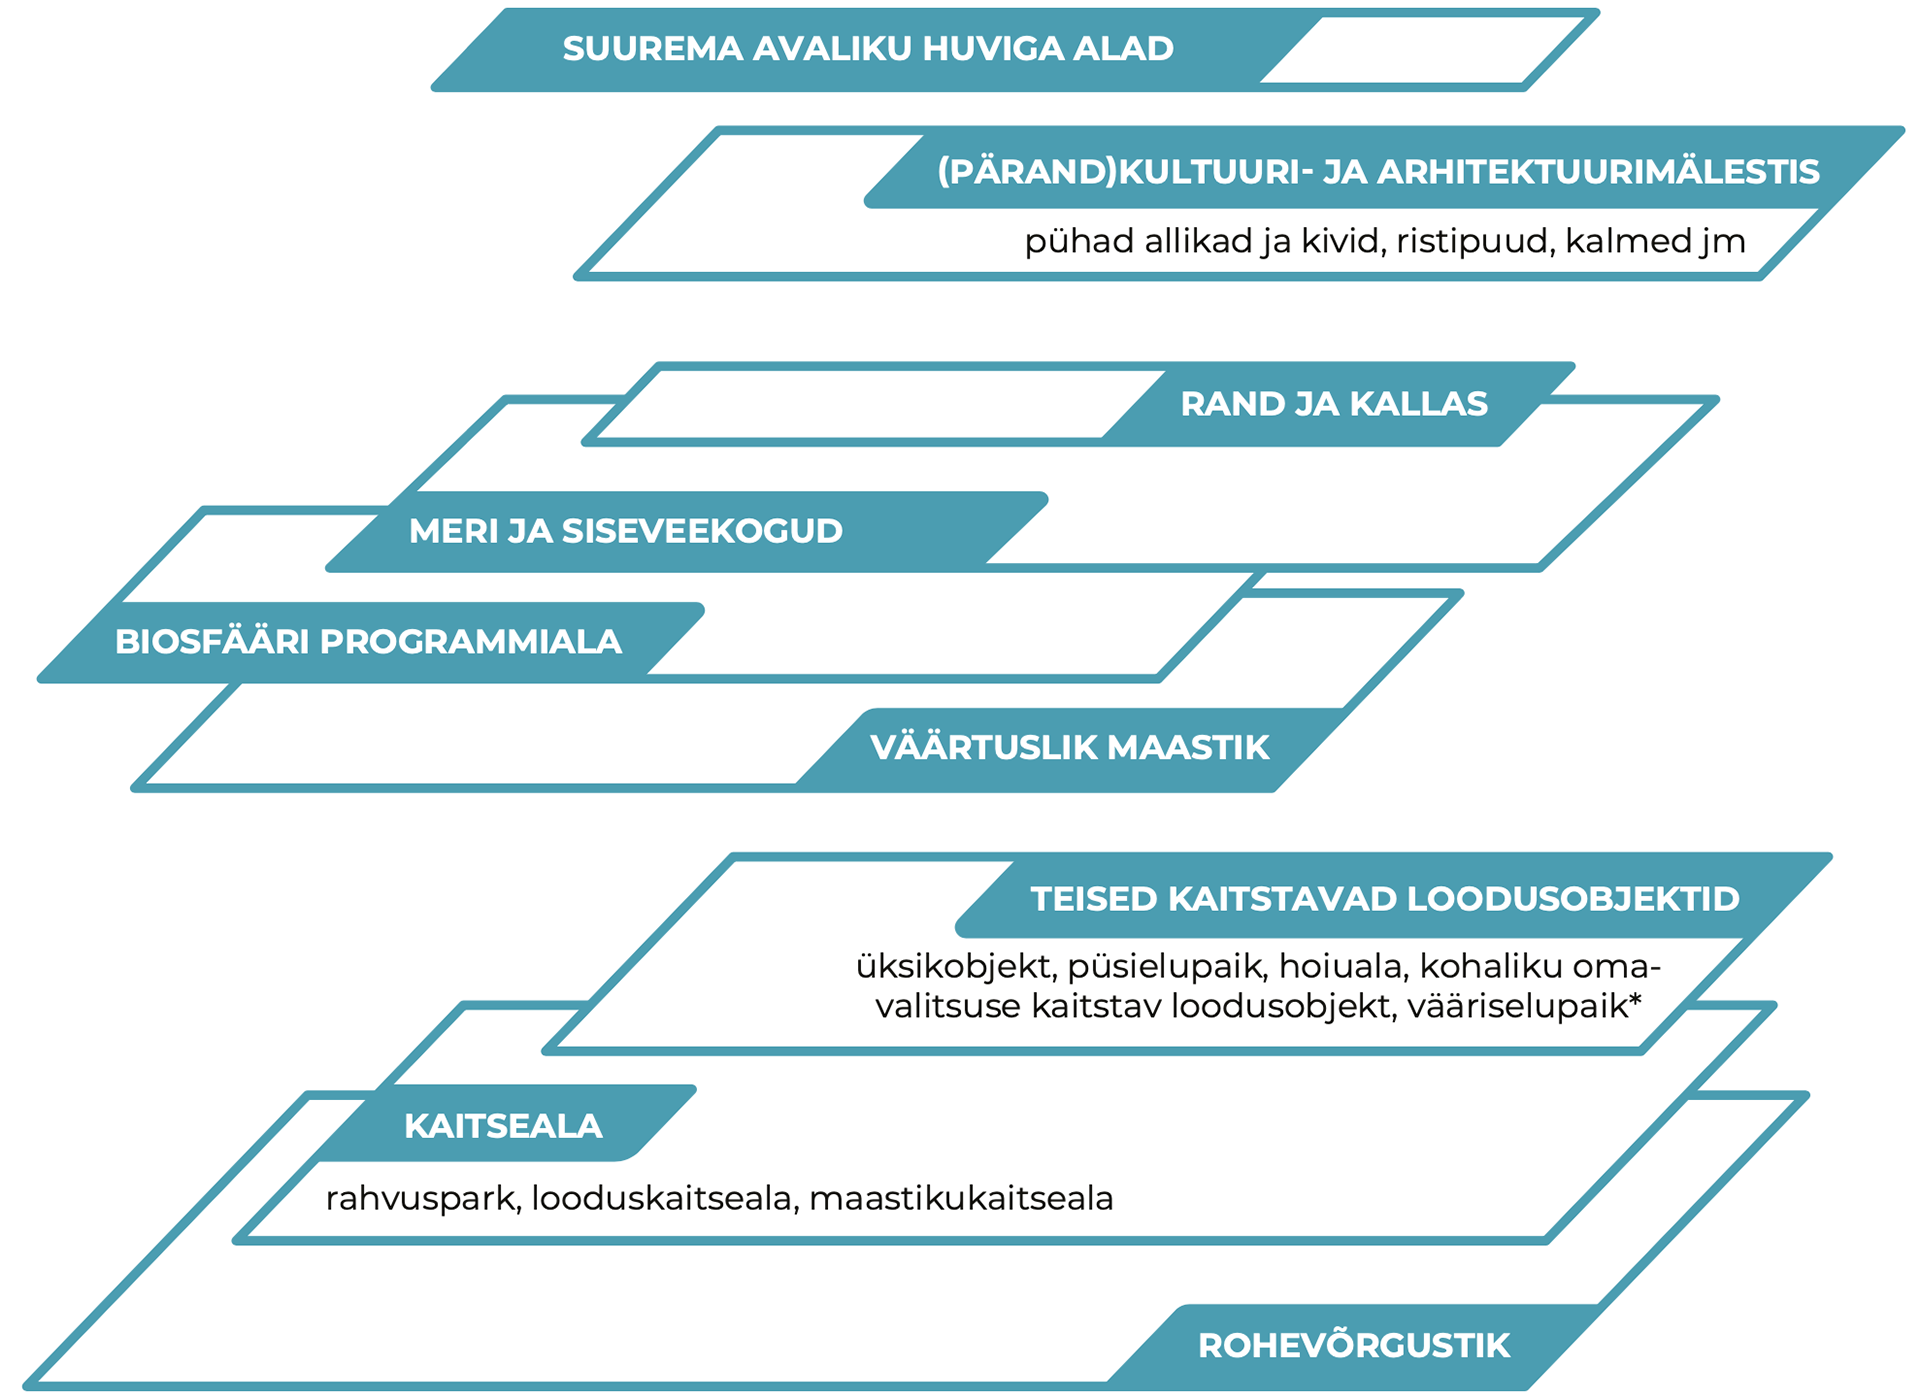 SUUREMA AVALIKU HUVIGA ALAD
(PÄRAND)KULTUURI- JA ARHITEKTUURIMÄLESTIS
pühad allikad ja kivid, ristipuud, kalmed jm
RAND JA KALLAS
MERI JA SISEVEEKOGUD
BIOSFÄÄRI PROGRAMMIALA
VÄÄRTUSLIK MAASTIK
TEISED KAITSTAVAD LOODUSOBJEKTID
üksikobjekt, püsielupaik, hoiuala, kohaliku oma-
valitsuse kaitstav loodusobjekt, vääriselupaik*
KAITSEALA
rahvuspark, looduskaitseala, maastikukaitseala
ROHEVÕRGUSTIK